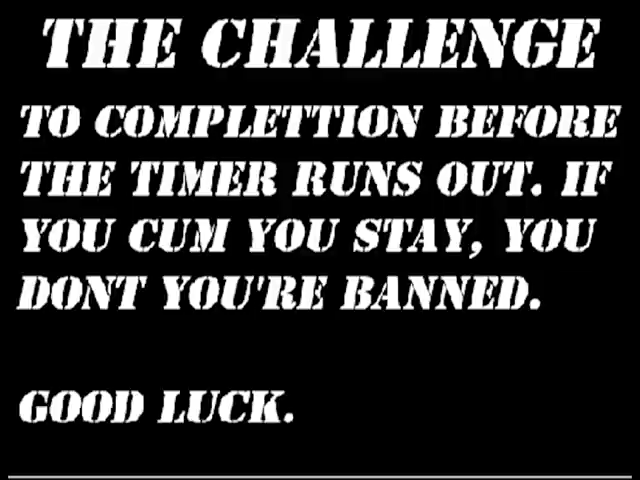 THE CHALLENGE
TO COMPLETTION BEFORE
THE TIMER RUNS OUT. IF
YOU CUM YOU STAY, YOU
DONT YOU'RE BANNED.
GOOD LUCK.